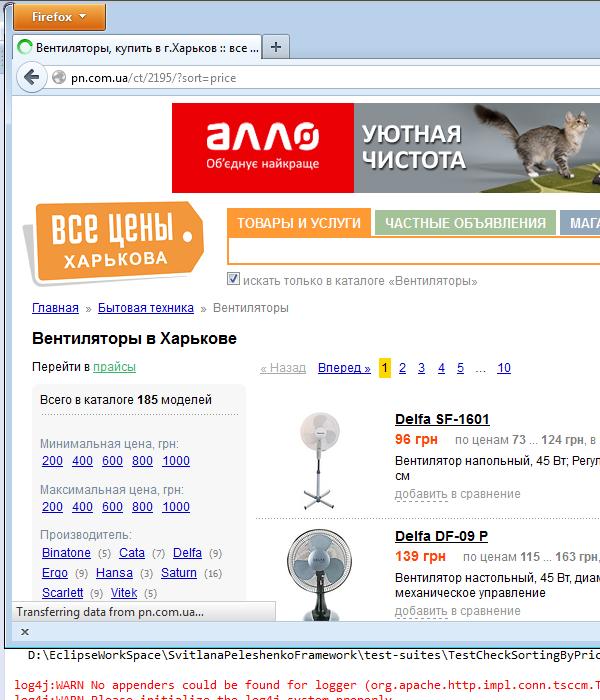 Firefox
Вентиляторы, купить в г.Харьков :: все ...
pn.com.ua/ct/2195/?sort=price
алло
Об'єднує найкраще
УЮТНАЯ
ЧИСТОТА
ВСЕ ЦЕНЫ
ХАРЬКОВА
ТОВАРЫ И УСЛУГИ
ЧАСТНЫЕ ОБЪЯВЛЕНИЯ
искать только в каталоге «Вентиляторы»
Главная » Бытовая техника » Вентиляторы
Вентиляторы в Харькове
Перейти в прайсы
« Назад Вперед » 1 2 3 4 5 ... 10
Всего в каталоге 185 моделей
Минимальная цена, грн:
200 400 600 800 1000
Максимальная цена, грн:
200 400 600 800 1000
Производитель:
Binatone (5) Cata (7) Delfa (9)
Ergo (9) Hansa (3) Saturn (16)
Scarlett (9) Vitek (5)
Delfa SF-1601
96 грн по ценам 73 ... 124 грн, в
Вентилятор напольный, 45 Вт; Регул
см
добавить в сравнение
Delfa DF-09 P
139 грн по ценам 115 ... 163 грн,
Вентилятор настольный, 45 Вт, диам
механическое управление
добавить в сравнение
Transferring data from pn.com.ua...
x
D:\EclipseWorkSpace\SvitlanaPeleshenkoFramework\test-suites\TestCheckSortingByPric
log4j:WARN No appenders could be found for logger (org.apache.http.impl.conn.tsccm.T
log4j:WARN Please initialize the log4j system properly.